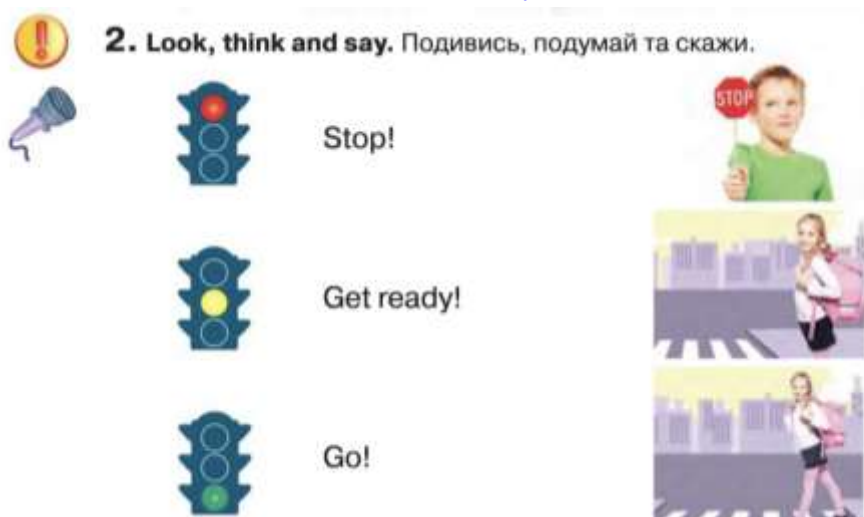 2. Look, think and say. Подивись, подумай та скажи.
STOP
Stop!
Get ready!
Go!